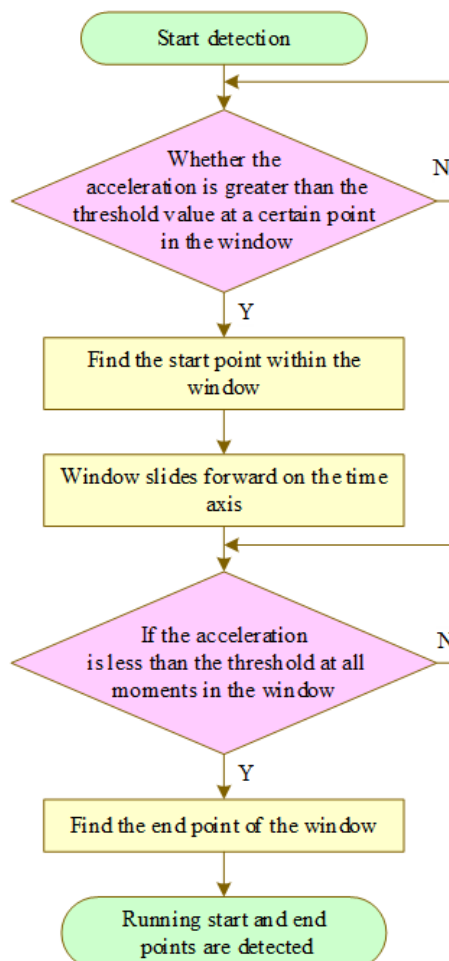 Start detection
Whether the
acceleration is greater than the
threshold value at a certain point
in the window
N
Y
Find the start point within the
window
Window slides forward on the time
axis
If the acceleration
is less than the threshold at all
moments in the window
N
Y
Find the end point of the window
Running start and end
points are detected